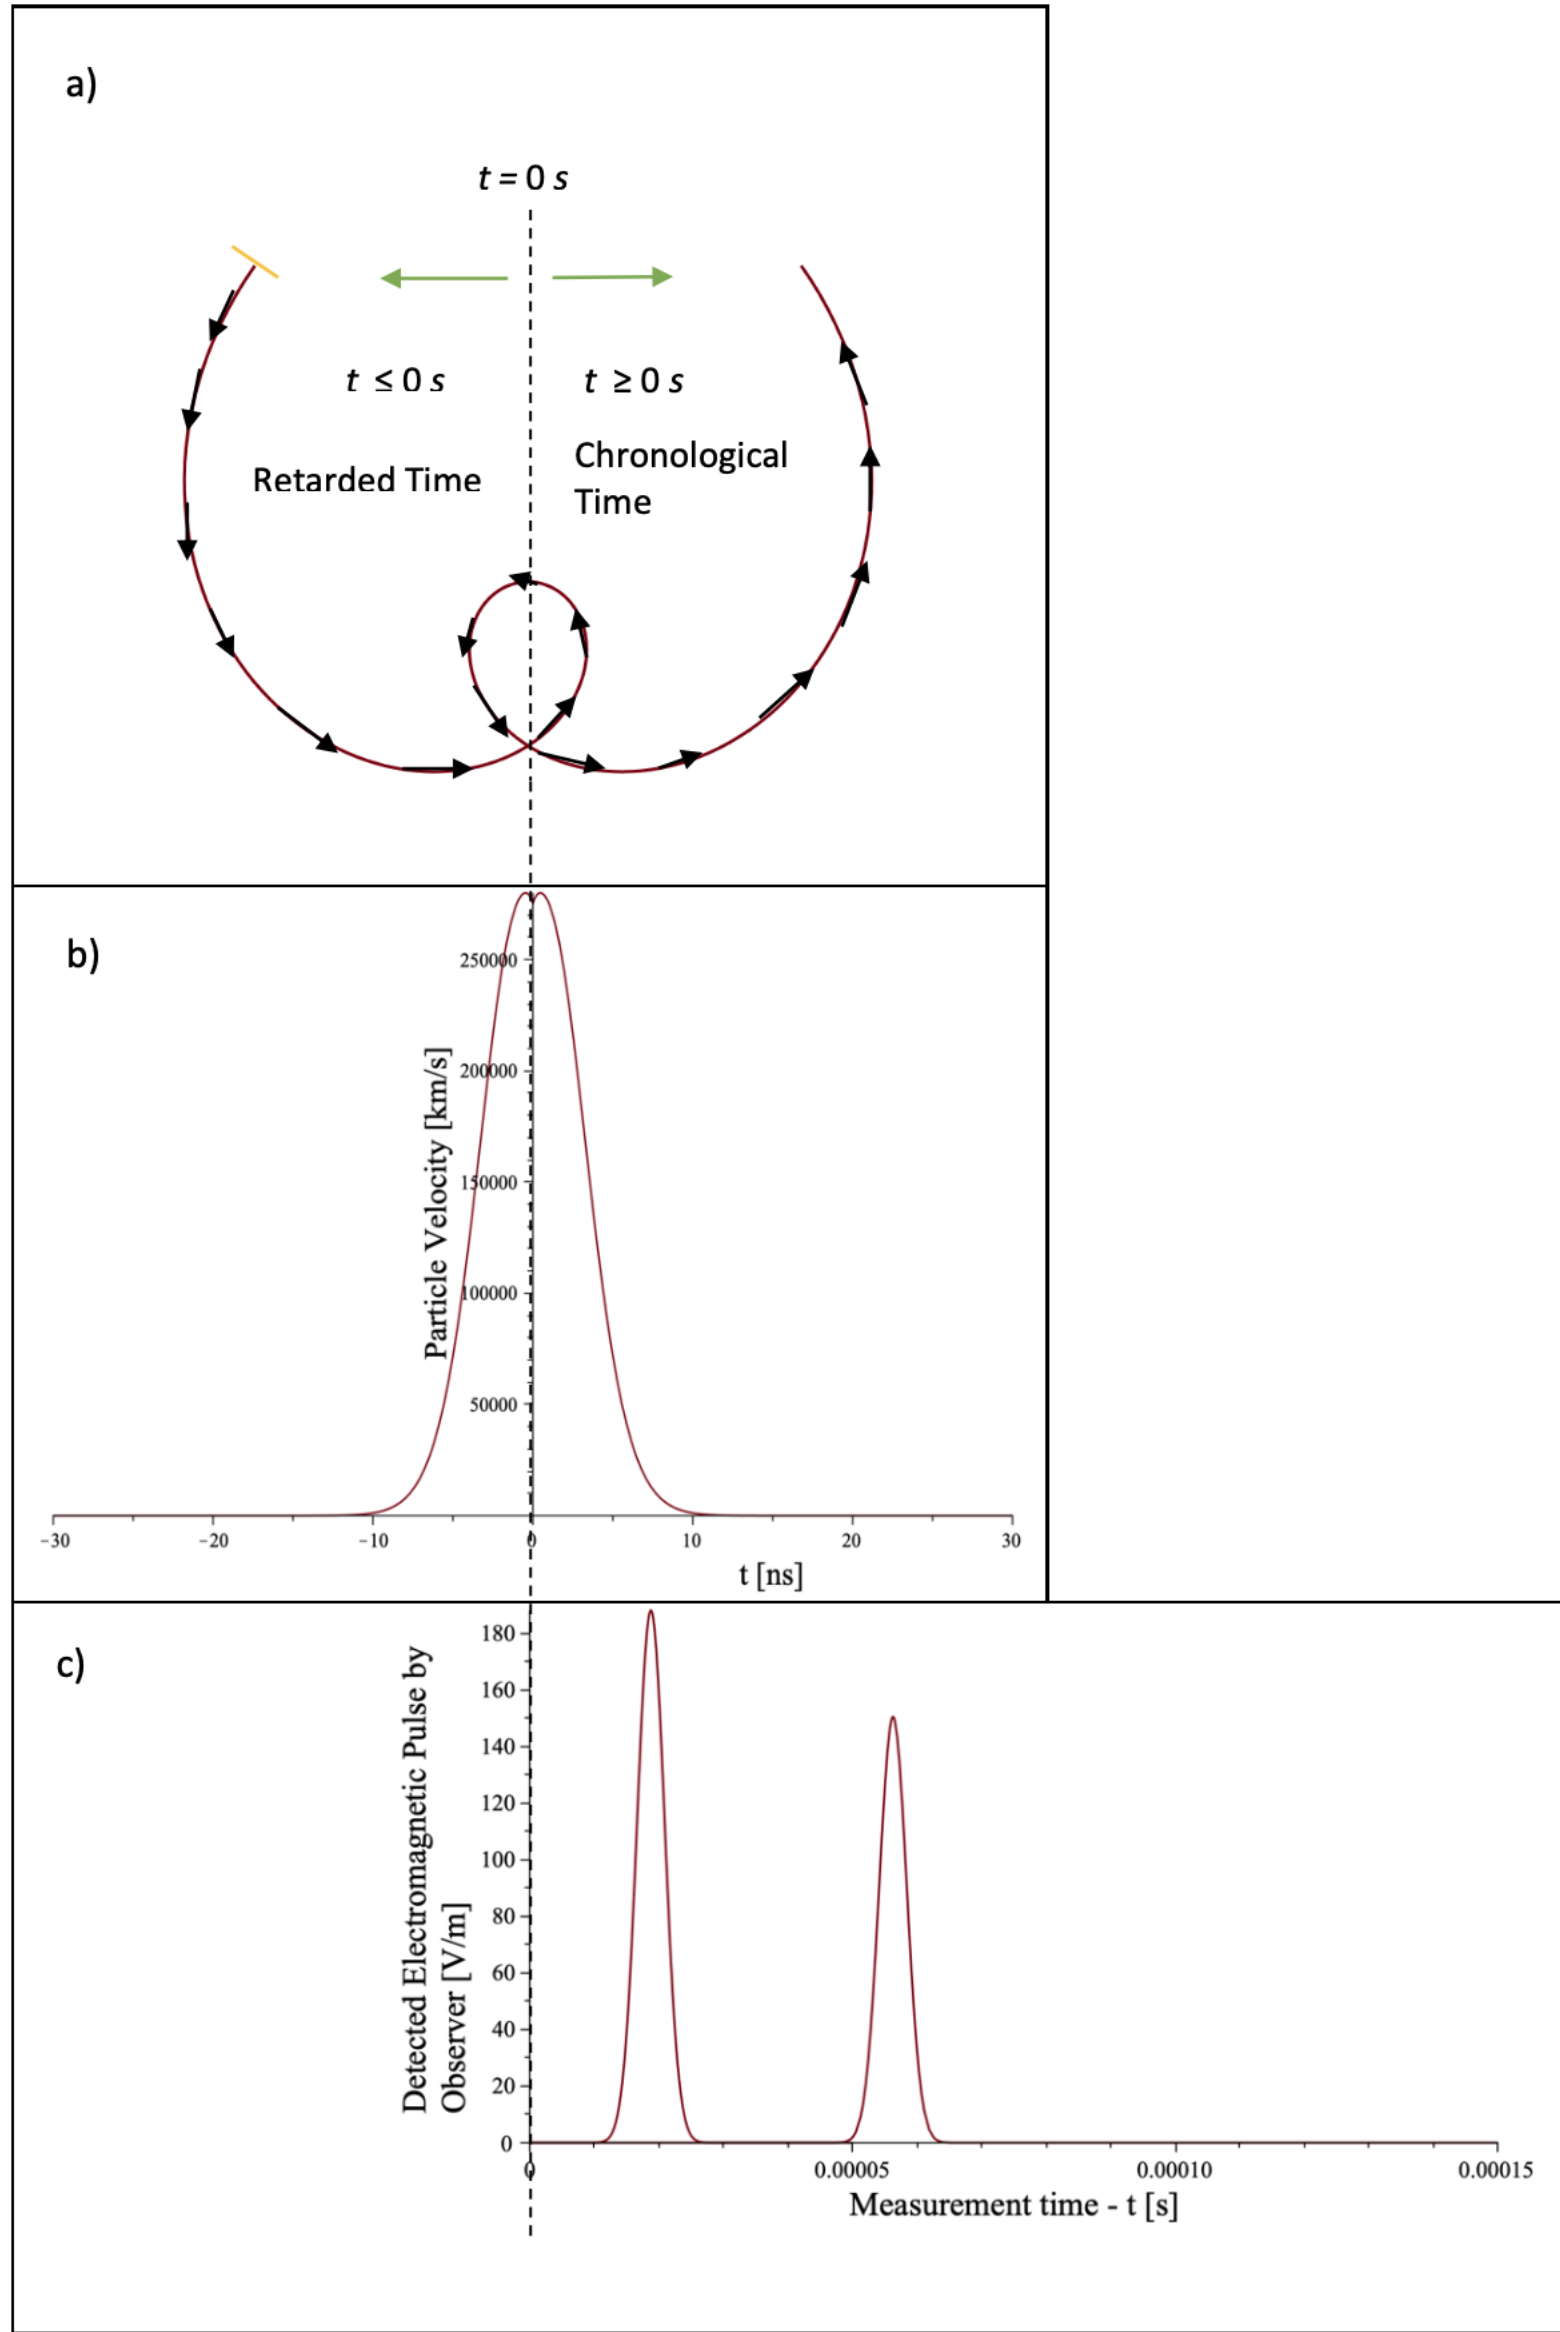 a)
t = 0 s
t ≤ 0 s
t ≥ 0 s
Retarded Time
Chronological
Time
b)
Particle Velocity [km/s]
250000
200000
150000
100000
50000
−30
−20
−10
0
10
20
30
t [ns]
c)
Detected Electromagnetic Pulse by
Observer [V/m]
180
160
140
120
100
80
60
40
20
0
0
0.00005
0.00010
0.00015
Measurement time - t [s]